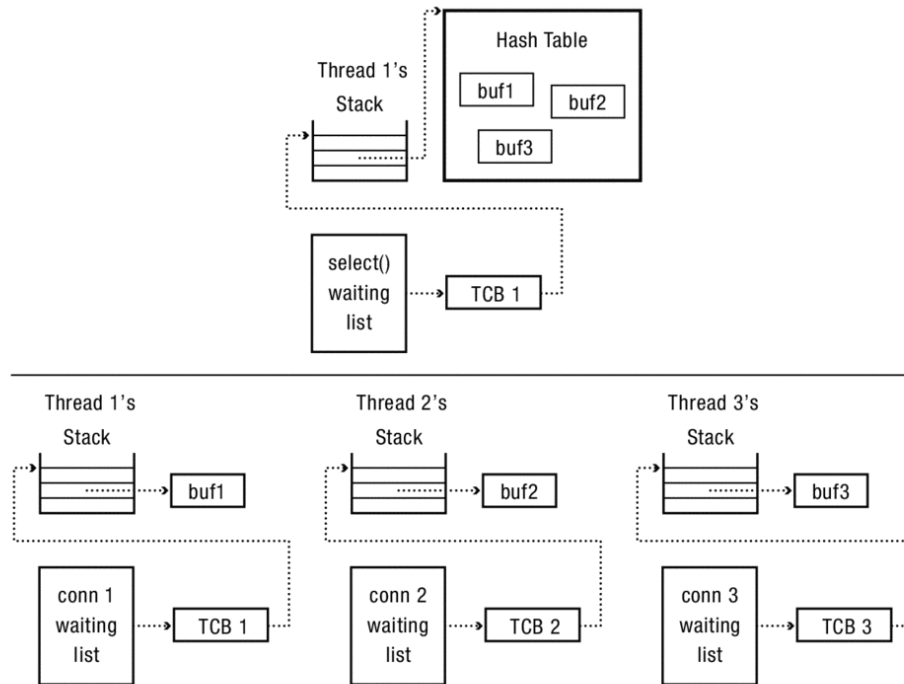 Hash Table
Thread 1's
Stack
buf1
buf2
buf3
select()
waiting
list
TCB 1
Thread 1's
Stack
Thread 2's
Stack
Thread 3's
Stack
buf1
buf2
buf3
conn 1
waiting
list
TCB 1
conn 2
waiting
list
TCB 2
conn 3
waiting
list
TCB 3